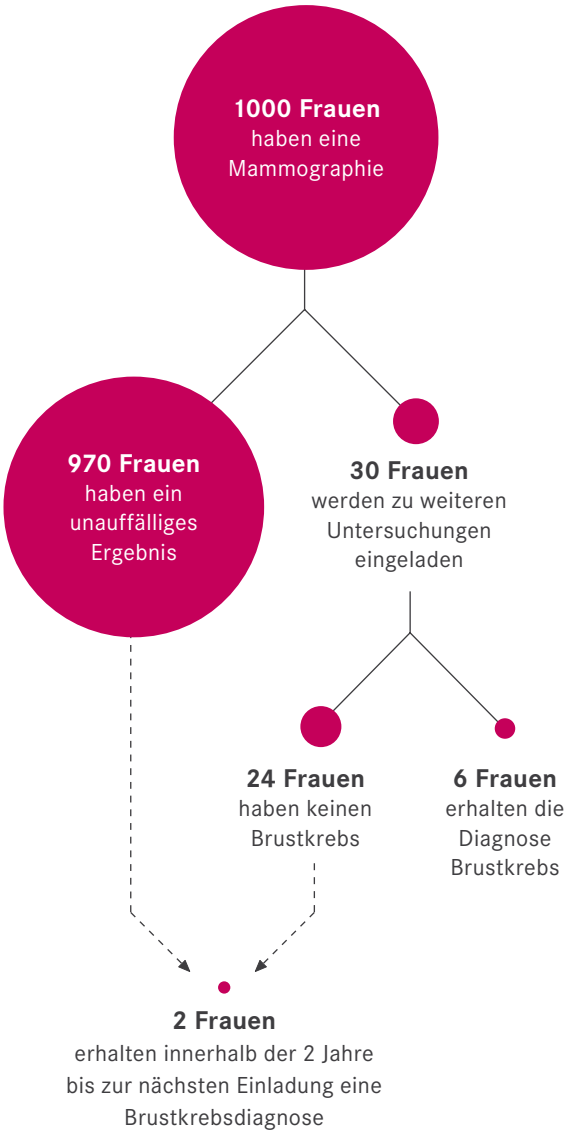 1000 Frauen
haben eine
Mammographie
970 Frauen
haben ein
unauffälliges
Ergebnis
30 Frauen
werden zu weiteren
Untersuchungen
eingeladen
24 Frauen
haben keinen
Brustkrebs
6 Frauen
erhalten die
Diagnose
Brustkrebs
2 Frauen
erhalten innerhalb der 2 Jahre
bis zur nächsten Einladung eine
Brustkrebsdiagnose